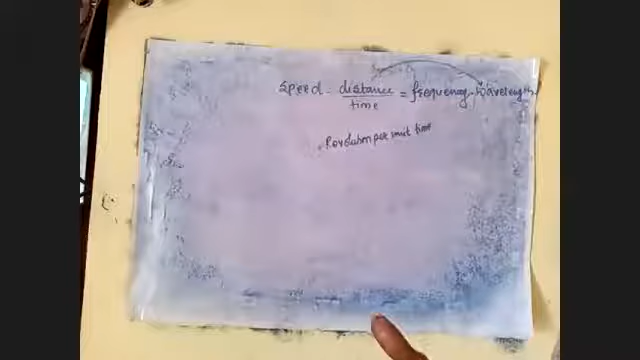 Speed = distance = frequency . Wavelength
time
Revolution per unit time